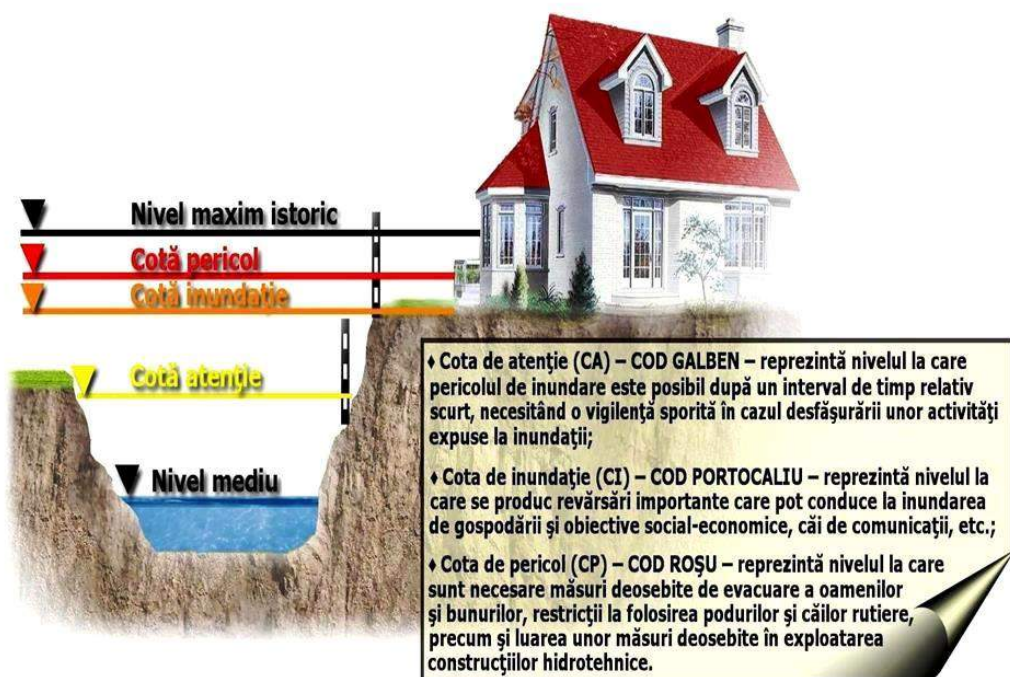 Nivel maxim istoric
Cotă pericol
Cotă inundaţie
Cotă atenţie
Nivel mediu
♦ Cota de atenţie (CA) – COD GALBEN – reprezintă nivelul la care
pericolul de inundare este posibil după un interval de timp relativ
scurt, necesitând o vigilenţă sporită în cazul desfăşurării unor activităţi
expuse la inundaţii;
♦ Cota de inundaţie (CI) – COD PORTOCALIU – reprezintă nivelul la
care se produc revărsări importante care pot conduce la inundarea
de gospodării şi obiective social-economice, căi de comunicaţii, etc.;
♦ Cota de pericol (CP) – COD ROŞU – reprezintă nivelul la care
sunt necesare măsuri deosebite de evacuare a oamenilor
şi bunurilor, restricţii la folosirea podurilor şi căilor rutiere,
precum şi luarea unor măsuri deosebite în exploatarea
construcţiilor hidrotehnice.